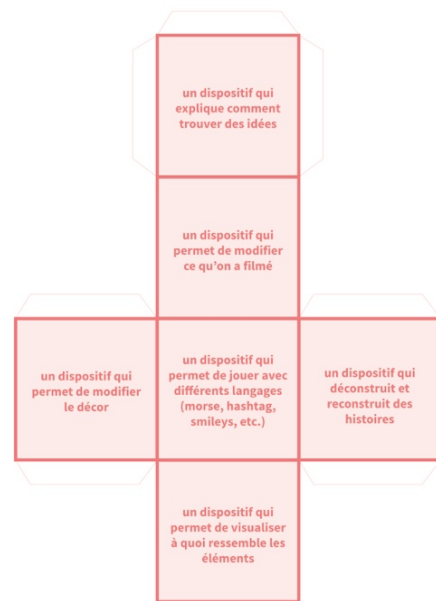 un dispositif qui
explique comment
trouver des idées
un dispositif qui
permet de modifier
ce qu'on a filmé
un dispositif qui
permet de modifier
le décor
un dispositif qui
permet de jouer avec
différents langages
(morse, hashtag,
smileys, etc.)
un dispositif qui
déconstruit et
reconstruit des
histoires
un dispositif qui
permet de visualiser
à quoi ressemble les
éléments